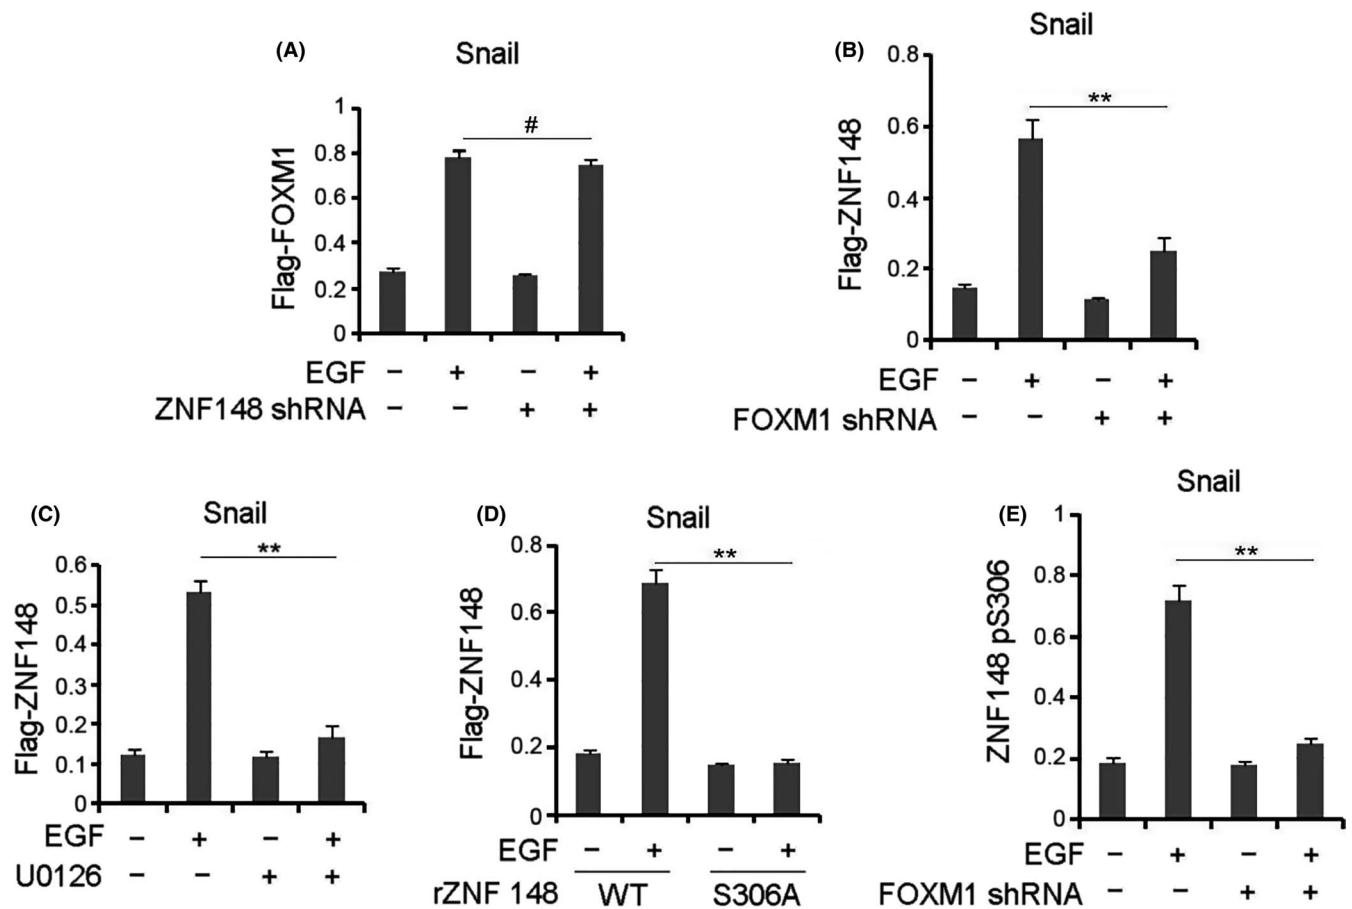 (A)
Snail
Flag-FOXM1
1
0.8
0.6
0.4
0.2
0
#
EGF − + − +
ZNF148 shRNA − − + +
(B)
Snail
Flag-ZNF148
0.8
0.6
0.4
0.2
0
**
EGF − + − +
FOXM1 shRNA − − + +
(C)
Snail
Flag-ZNF148
0.6
0.5
0.4
0.3
0.2
0.1
0
**
EGF − + − +
U0126 − − + +
(D)
Snail
Flag-ZNF148
0.8
0.6
0.4
0.2
0
**
EGF − + − +
rZNF 148 WT S306A
(E)
Snail
ZNF148 pS306
1
0.8
0.6
0.4
0.2
0
**
EGF − + − +
FOXM1 shRNA − − + +